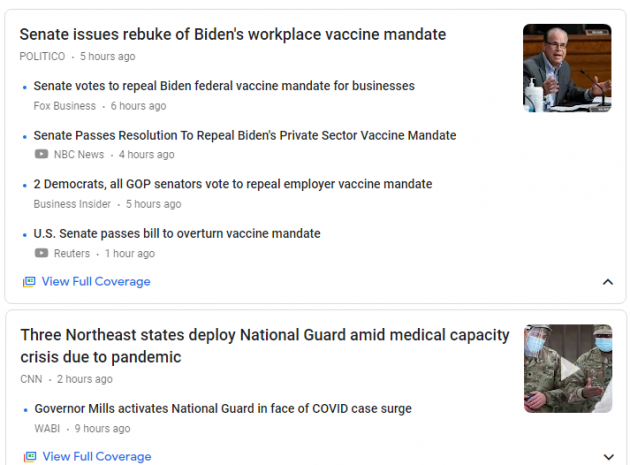 Senate issues rebuke of Biden's workplace vaccine mandate
POLITICO • 5 hours ago
Senate votes to repeal Biden federal vaccine mandate for businesses
Fox Business • 6 hours ago
Senate Passes Resolution To Repeal Biden's Private Sector Vaccine Mandate
NBC News • 4 hours ago
2 Democrats, all GOP senators vote to repeal employer vaccine mandate
Business Insider • 5 hours ago
U.S. Senate passes bill to overturn vaccine mandate
Reuters • 1 hour ago
View Full Coverage
Three Northeast states deploy National Guard amid medical capacity
crisis due to pandemic
CNN • 2 hours ago
Governor Mills activates National Guard in face of COVID case surge
WABI • 9 hours ago
View Full Coverage